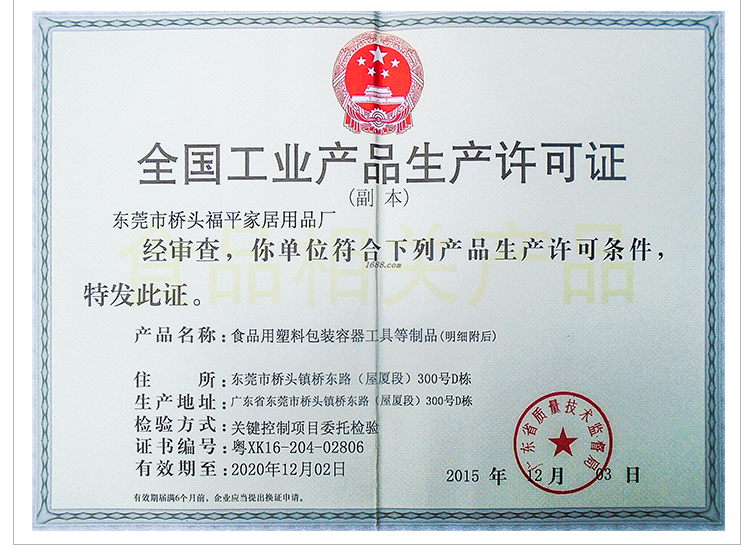 全国工业产品生产许可证
(副 本)
东莞市桥头福平家居用品厂
食品相关产品
经审查，你单位符合下列产品生产许可条件，
1688.com
特发此证。
产品名称：食品用塑料包装容器工具等制品(明细附后)
住 所：东莞市桥头镇桥东路（屋厦段）300号D栋
生产地址：广东省东莞市桥头镇桥东路（屋厦段）300号D栋
检验方式：关键控制项目委托检验
证书编号：粤XK16-204-02806
有效期至：2020年12月02日
广东省质量技术监督局
2015 年 12 月 03 日
有效期届满6个月前，企业应当提出换证申请。